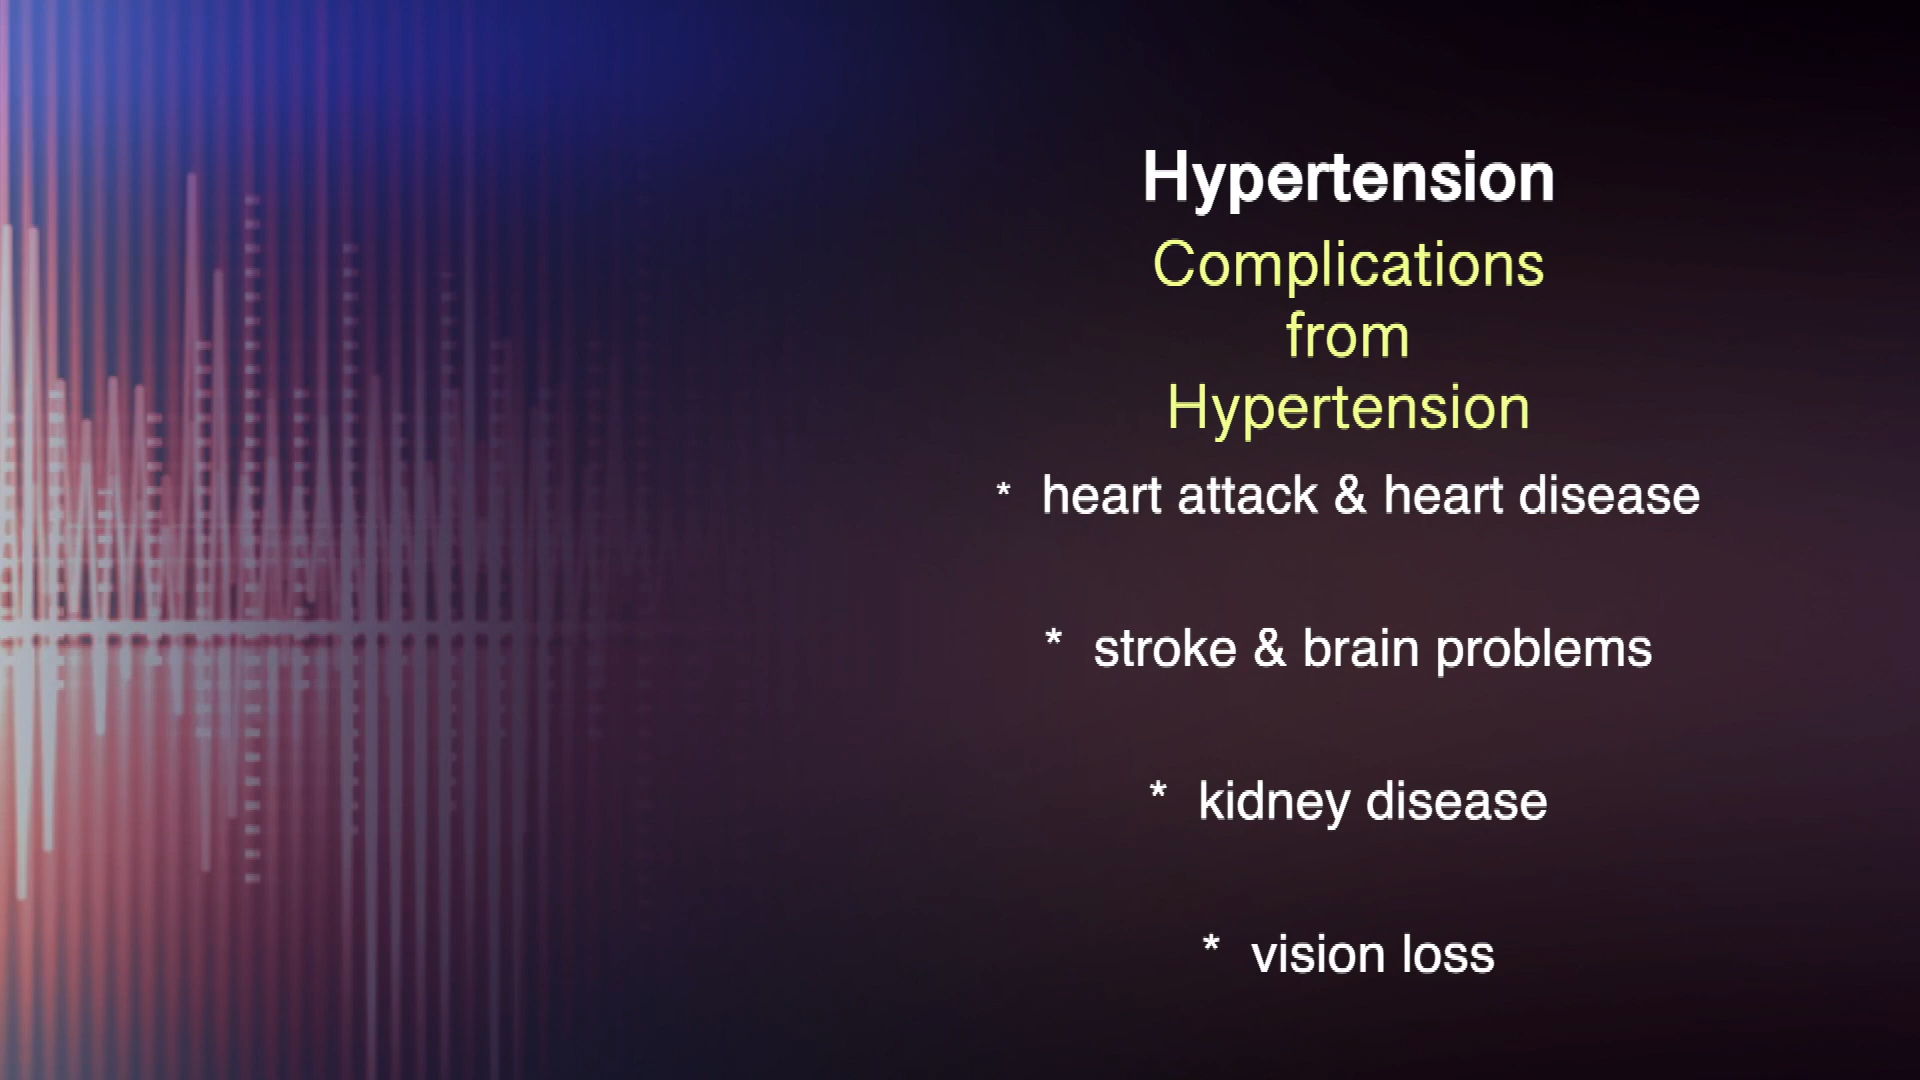 Hypertension
Complications
from
Hypertension
* heart attack & heart disease
* stroke & brain problems
* kidney disease
* vision loss